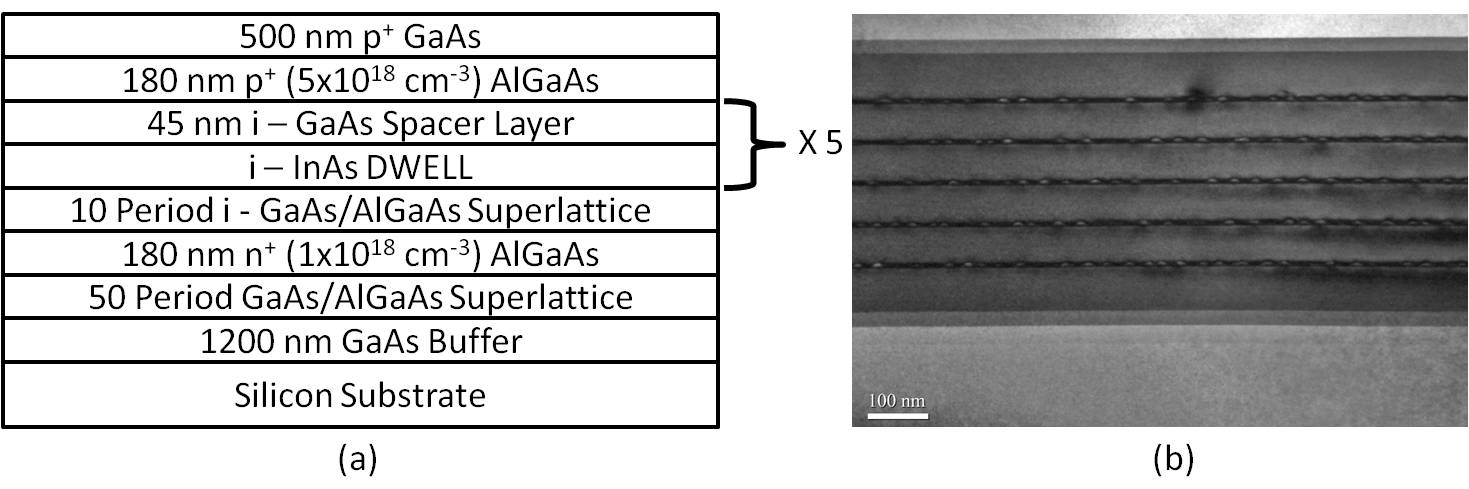 500 nm p⁺ GaAs
180 nm p⁺ (5x10¹⁸ cm⁻³) AlGaAs
45 nm i – GaAs Spacer Layer
i – InAs DWELL
X 5
10 Period i - GaAs/AlGaAs Superlattice
180 nm n⁺ (1x10¹⁸ cm⁻³) AlGaAs
50 Period GaAs/AlGaAs Superlattice
1200 nm GaAs Buffer
Silicon Substrate
(a)
100 nm
(b)